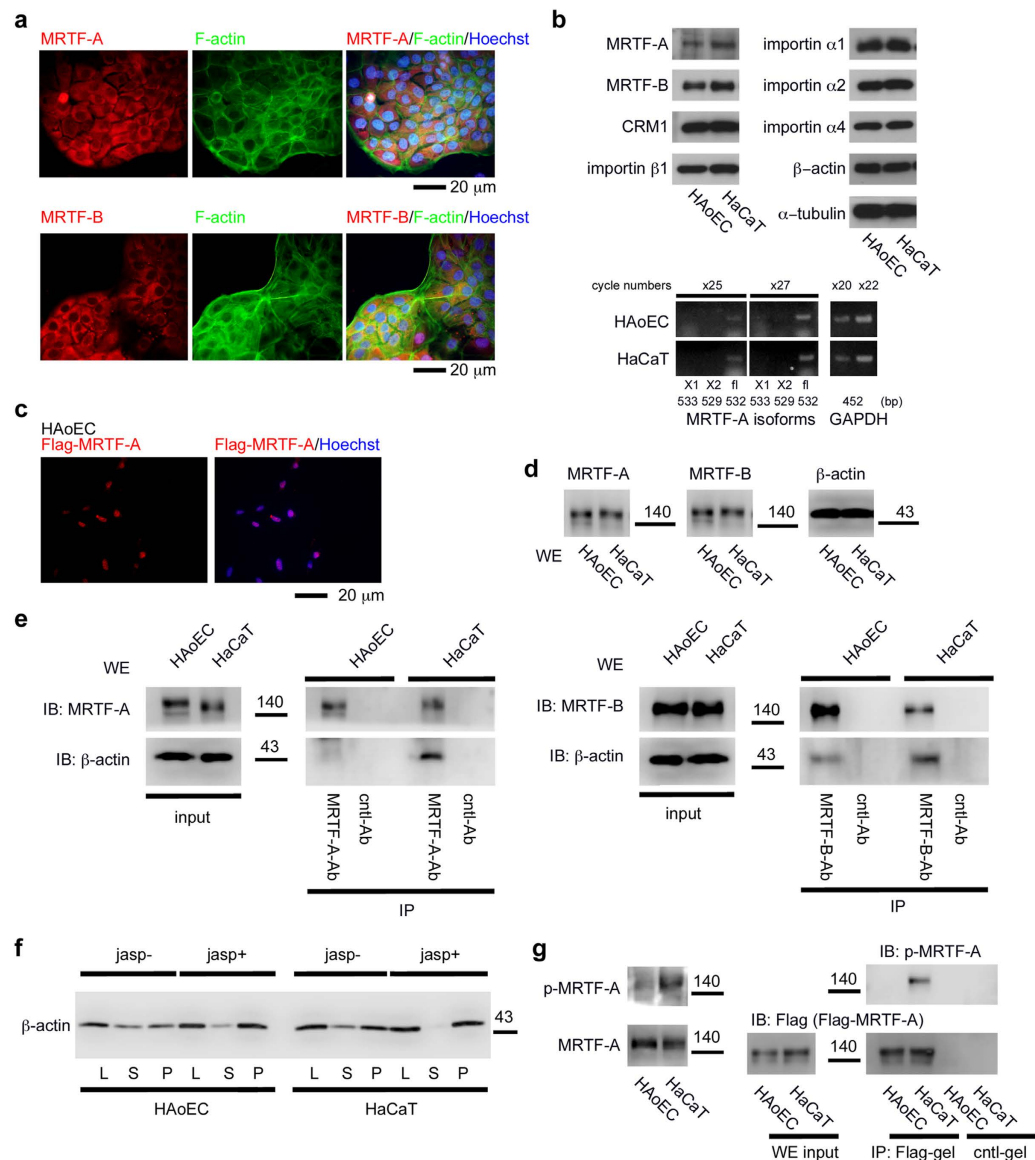 a
MRTF-A F-actin MRTF-A/F-actin/Hoechst
20 μm
MRTF-B F-actin MRTF-B/F-actin/Hoechst
20 μm
b
MRTF-A
MRTF-B
CRM1
importin β1
HAoEC HaCaT
importin α1
importin α2
importin α4
β–actin
α–tubulin
HAoEC HaCaT
cycle numbers x25 x27 x20 x22
HAoEC
HaCaT
X1 X2 fl X1 X2 fl
533 529 532 533 529 532 452 (bp)
MRTF-A isoforms GAPDH
c
HAoEC
Flag-MRTF-A Flag-MRTF-A/Hoechst
20 μm
d
MRTF-A MRTF-B β-actin
140 140 43
WE HAoEC HaCaT HAoEC HaCaT HAoEC HaCaT
e
WE HAoEC HaCaT HAoEC HaCaT
IB: MRTF-A 140
IB: β-actin 43
input
MRTF-A-Ab cntl-Ab MRTF-A-Ab cntl-Ab
IP
WE HAoEC HaCaT HAoEC HaCaT
IB: MRTF-B 140
IB: β-actin 43
input
MRTF-B-Ab cntl-Ab MRTF-B-Ab cntl-Ab
IP
f
jasp- jasp+ jasp- jasp+
β-actin 43
L S P L S P L S P L S P
HAoEC HaCaT
g
IB: p-MRTF-A
p-MRTF-A 140 140
IB: Flag (Flag-MRTF-A)
MRTF-A 140 140
HAoEC HaCaT HAoEC HaCaT HAoEC HaCaT HAoEC HaCaT
WE input IP: Flag-gel cntl-gel